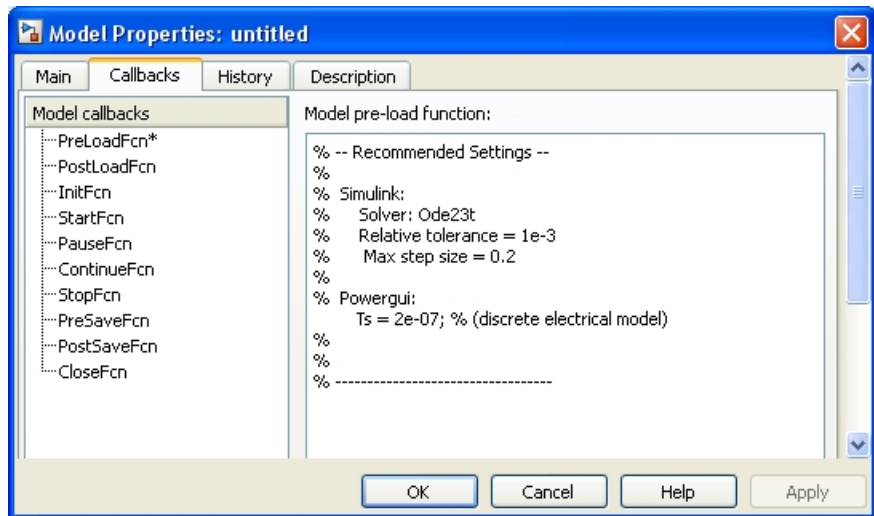 Model Properties: untitled
Main Callbacks History Description
Model callbacks
PreLoadFcn*
PostLoadFcn
InitFcn
StartFcn
PauseFcn
ContinueFcn
StopFcn
PreSaveFcn
PostSaveFcn
CloseFcn
Model pre-load function:
% -- Recommended Settings --
%
% Simulink:
% Solver: Ode23t
% Relative tolerance = 1e-3
% Max step size = 0.2
%
% Powergui:
Ts = 2e-07; % (discrete electrical model)
%
%
% ----------------------------------
OK Cancel Help Apply